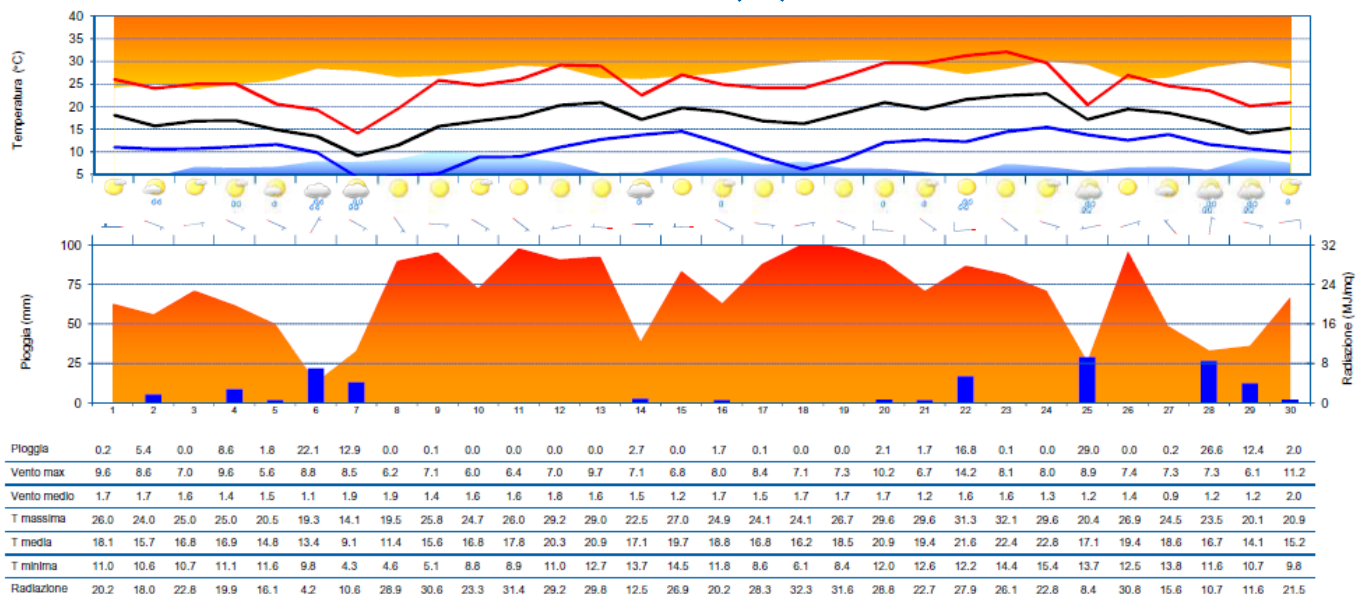 40
35
30
25
20
15
10
5
Temperatura (°C)
100
75
50
25
0
Pioggia (mm)
32
24
16
8
0
Radiazione (MJ/mq)
1 2 3 4 5 6 7 8 9 10 11 12 13 14 15 16 17 18 19 20 21 22 23 24 25 26 27 28 29 30
Pioggia 0.2 5.4 0.0 8.6 1.8 22.1 12.9 0.0 0.1 0.0 0.0 0.0 0.0 2.7 0.0 1.7 0.1 0.0 0.0 2.1 1.7 16.8 0.1 0.0 29.0 0.0 0.2 26.6 12.4 2.0
Vento max 9.6 8.6 7.0 9.6 5.6 8.8 8.5 6.2 7.1 6.0 6.4 7.0 9.7 7.1 6.8 8.0 8.4 7.1 7.3 10.2 6.7 14.2 8.1 8.0 8.9 7.4 7.3 7.3 6.1 11.2
Vento medio 1.7 1.7 1.6 1.4 1.5 1.1 1.9 1.9 1.4 1.6 1.6 1.8 1.6 1.5 1.2 1.7 1.5 1.7 1.7 1.7 1.2 1.6 1.6 1.3 1.2 1.4 0.9 1.2 1.2 2.0
T massima 26.0 24.0 25.0 25.0 20.5 19.3 14.1 19.5 25.8 24.7 26.0 29.2 29.0 22.5 27.0 24.9 24.1 24.1 26.7 29.6 29.6 31.3 32.1 29.6 20.4 26.9 24.5 23.5 20.1 20.9
T media 18.1 15.7 16.8 16.9 14.8 13.4 9.1 11.4 15.6 16.8 17.8 20.3 20.9 17.1 19.7 18.8 16.8 16.2 18.5 20.9 19.4 21.6 22.4 22.8 17.1 19.4 18.6 16.7 14.1 15.2
T minima 11.0 10.6 10.7 11.1 11.6 9.8 4.3 4.6 5.1 8.8 8.9 11.0 12.7 13.7 14.5 11.8 8.6 6.1 8.4 12.0 12.6 12.2 14.4 15.4 13.7 12.5 13.8 11.6 10.7 9.8
Radiazione 20.2 18.0 22.8 19.9 16.1 4.2 10.6 28.9 30.6 23.3 31.4 29.2 29.8 12.5 26.9 20.2 28.3 32.3 31.6 28.8 22.7 27.9 26.1 22.8 8.4 30.8 15.6 10.7 11.6 21.5